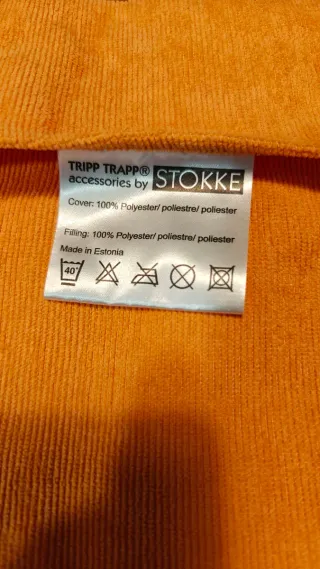 TRIPP TRAPP®
accessories by STOKKE
Cover: 100% Polyester/ poliestre/ poliester
Filling: 100% Polyester/ poliestre/ poliester
Made in Estonia
40°